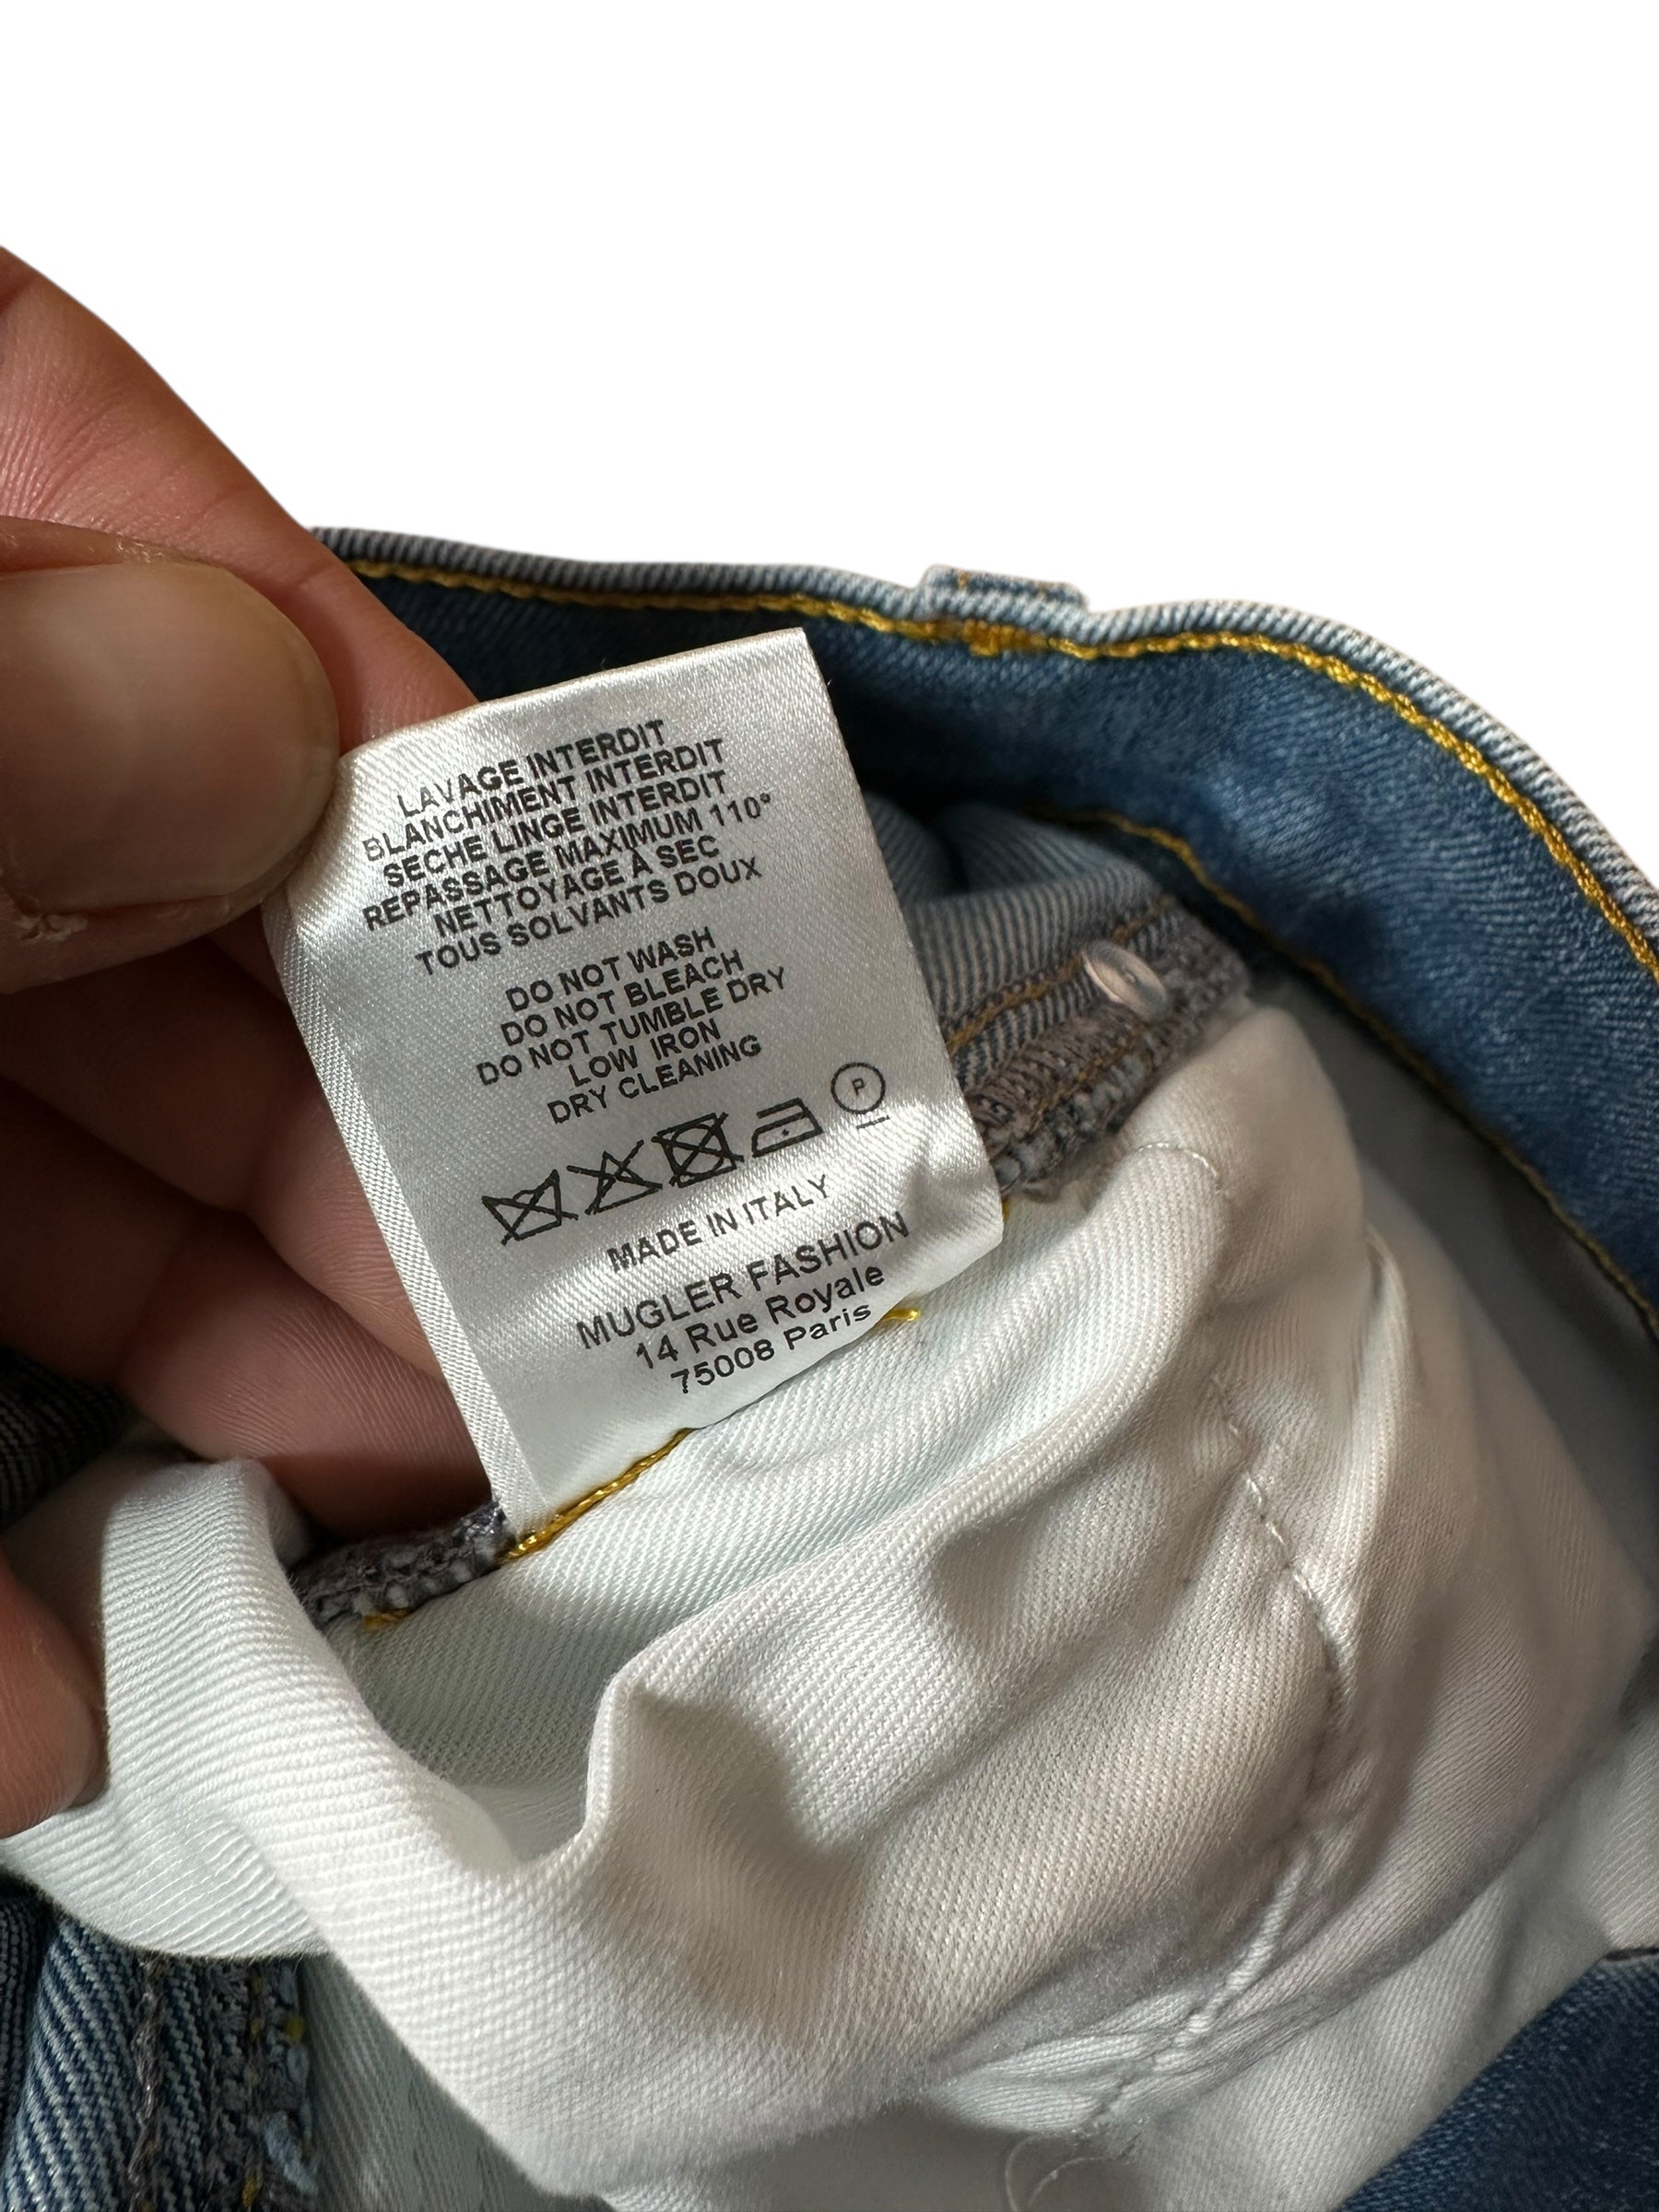 LAVAGE INTERDIT
BLANCHIMENT INTERDIT
SECHE LINGE INTERDIT
REPASSAGE MAXIMUM 110°
NETTOYAGE À SEC
TOUS SOLVANTS DOUX
DO NOT WASH
DO NOT BLEACH
DO NOT TUMBLE DRY
LOW IRON
DRY CLEANING
P
MADE IN ITALY
MUGLER FASHION
14 Rue Royale
75008 Paris